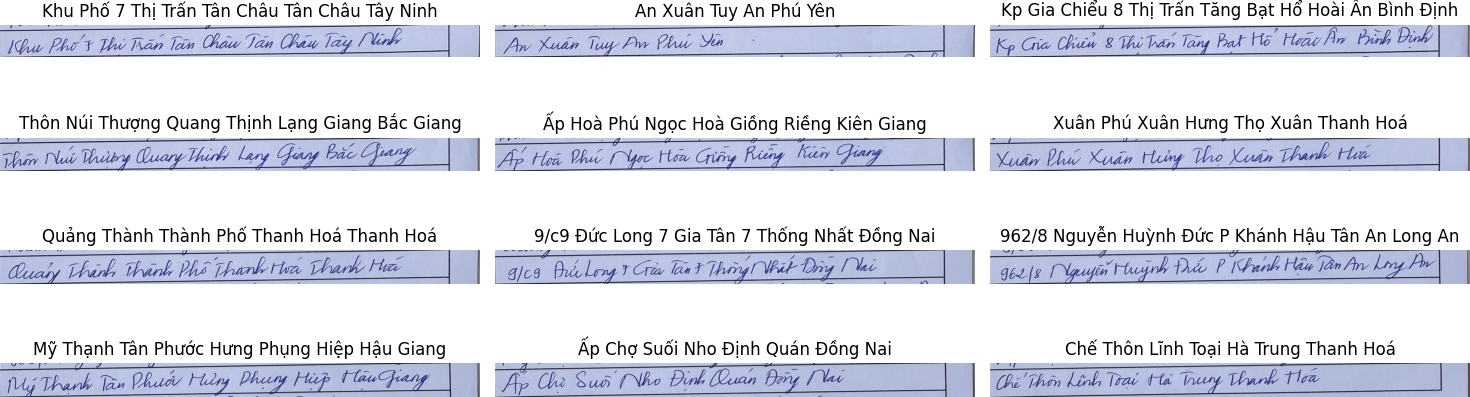 Khu Phố 7 Thị Trấn Tân Châu Tân Châu Tây Ninh
An Xuân Tuy An Phú Yên
Kp Gia Chiểu 8 Thị Trấn Tăng Bạt Hổ Hoài Ân Bình Định
Khu Phố 7 Thị Trấn Tân Châu Tân Châu Tây Ninh
An Xuân Tuy An Phú Yên
Kp Gia Chiểu 8 Thị Trấn Tăng Bạt Hổ Hoài Ân Bình Định
Thôn Núi Thượng Quang Thịnh Lạng Giang Bắc Giang
Ấp Hoà Phú Ngọc Hoà Giồng Riềng Kiên Giang
Xuân Phú Xuân Hưng Thọ Xuân Thanh Hoá
Thôn Núi Thượng Quang Thịnh Lạng Giang Bắc Giang
Ấp Hoà Phú Ngọc Hoà Giồng Riềng Kiên Giang
Xuân Phú Xuân Hưng Thọ Xuân Thanh Hoá
Quảng Thành Thành Phố Thanh Hoá Thanh Hoá
9/c9 Đức Long 7 Gia Tân 7 Thống Nhất Đồng Nai
962/8 Nguyễn Huỳnh Đức P Khánh Hậu Tân An Long An
Quảng Thành Thành Phố Thanh Hoá Thanh Hoá
9/c9 Đức Long 7 Gia Tân 7 Thống Nhất Đồng Nai
962/8 Nguyễn Huỳnh Đức P Khánh Hậu Tân An Long An
Mỹ Thạnh Tân Phước Hưng Phụng Hiệp Hậu Giang
Ấp Chợ Suối Nho Định Quán Đồng Nai
Chế Thôn Lĩnh Toại Hà Trung Thanh Hoá
Mỹ Thạnh Tân Phước Hưng Phụng Hiệp Hậu Giang
Ấp Chợ Suối Nho Định Quán Đồng Nai
Chế Thôn Lĩnh Toại Hà Trung Thanh Hoá